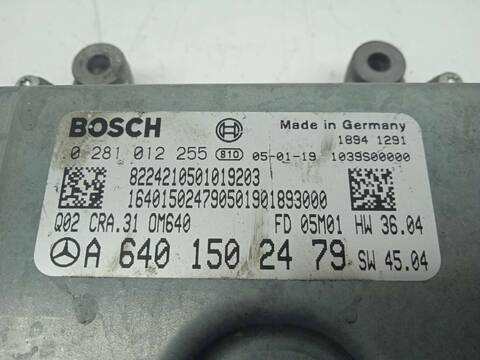 BOSCH
Made in Germany
1894 1291
0 281 012 255 810 05-01-19 1039S00000
8224210501019203
164015024790501901893000
Q02 CRA.31 OM640 FD 05M01 HW 36.04
A 640 150 24 79 SW 45.04